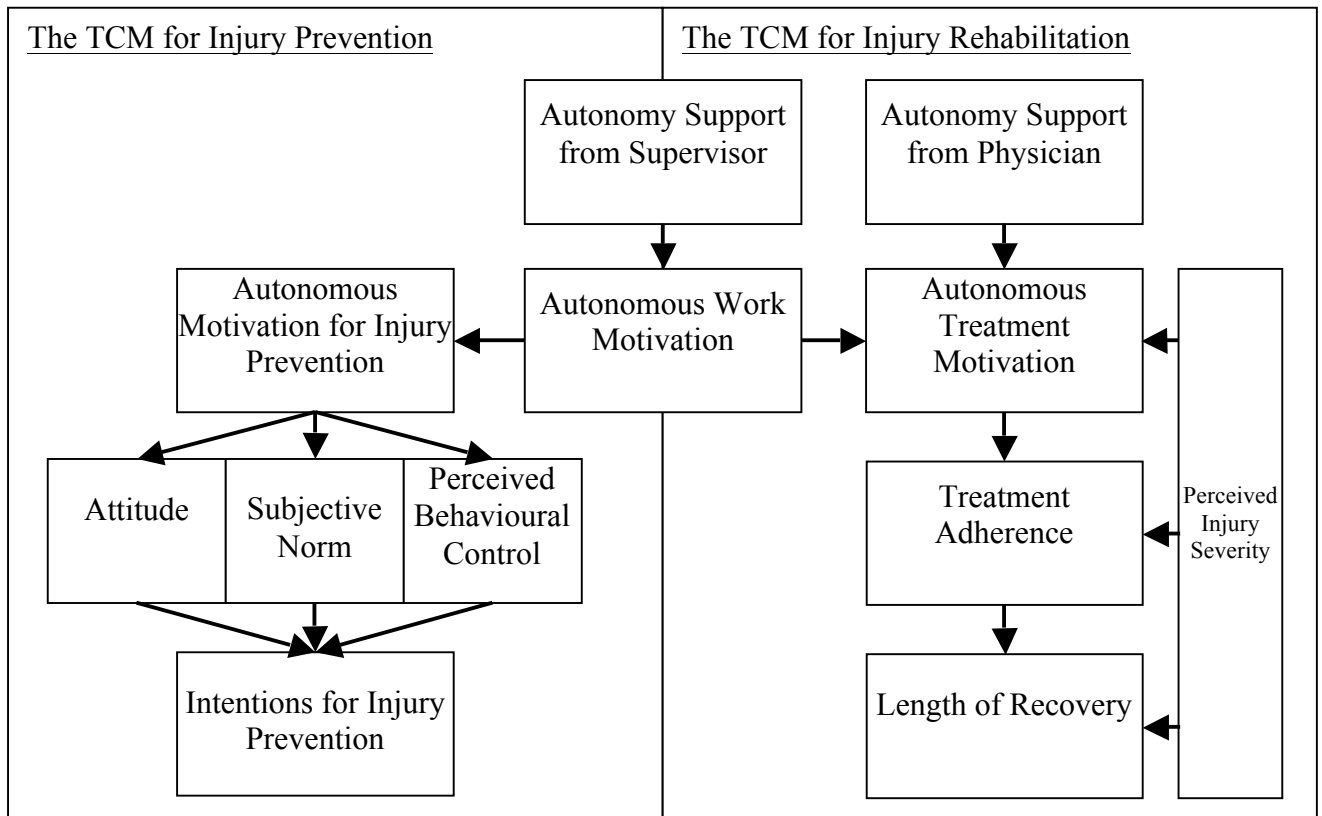 The TCM for Injury Prevention
The TCM for Injury Rehabilitation
Autonomy Support
from Supervisor
Autonomy Support
from Physician
Autonomous
Motivation for Injury
Prevention
Autonomous Work
Motivation
Autonomous
Treatment
Motivation
Perceived
Injury
Severity
Attitude
Subjective
Norm
Perceived
Behavioural
Control
Treatment
Adherence
Intentions for Injury
Prevention
Length of Recovery